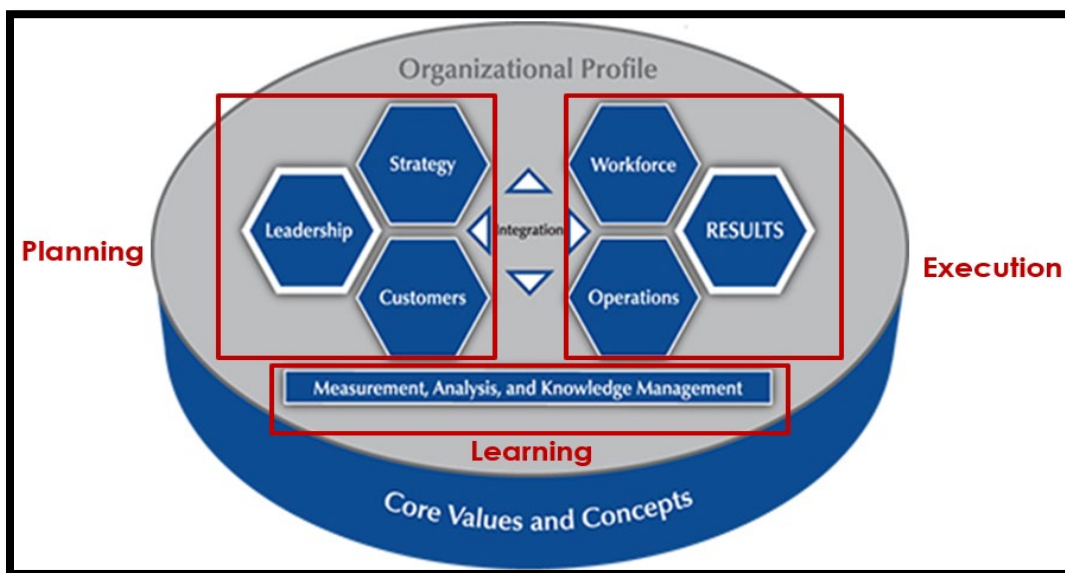 Organizational Profile
Strategy
Workforce
Leadership
Integration
RESULTS
Planning
Execution
Customers
Operations
Measurement, Analysis, and Knowledge Management
Learning
Core Values and Concepts